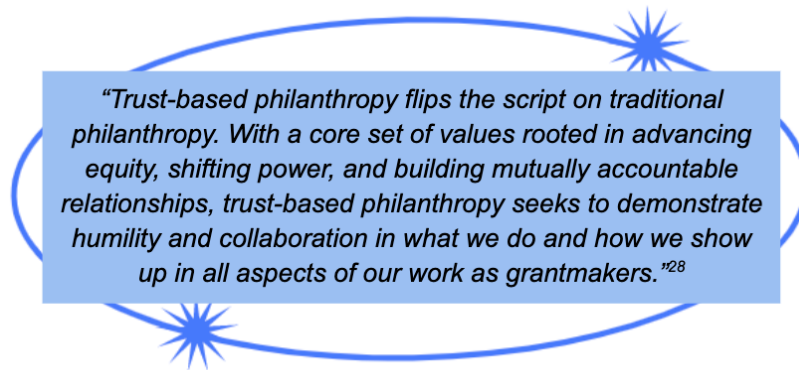 “Trust-based philanthropy flips the script on traditional
philanthropy. With a core set of values rooted in advancing
equity, shifting power, and building mutually accountable
relationships, trust-based philanthropy seeks to demonstrate
humility and collaboration in what we do and how we show
up in all aspects of our work as grantmakers.”28